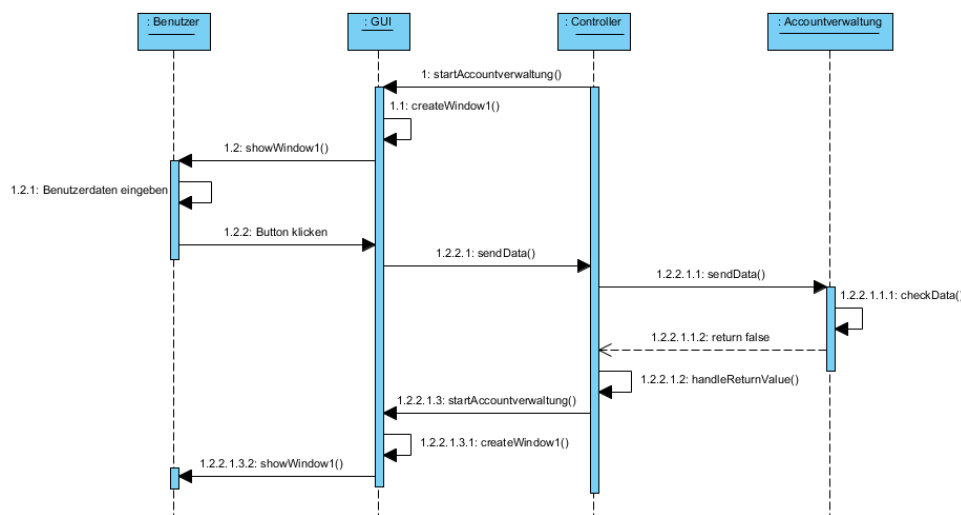 : Benutzer
: GUI
: Controller
: Accountverwaltung
1: startAccountverwaltung()
1.1: createWindow1()
1.2: showWindow1()
1.2.1: Benutzerdaten eingeben
1.2.2: Button klicken
1.2.2.1: sendData()
1.2.2.1.1: sendData()
1.2.2.1.1.1: checkData()
1.2.2.1.1.2: return false
1.2.2.1.2: handleReturnValue()
1.2.2.1.3: startAccountverwaltung()
1.2.2.1.3.1: createWindow1()
1.2.2.1.3.2: showWindow1()